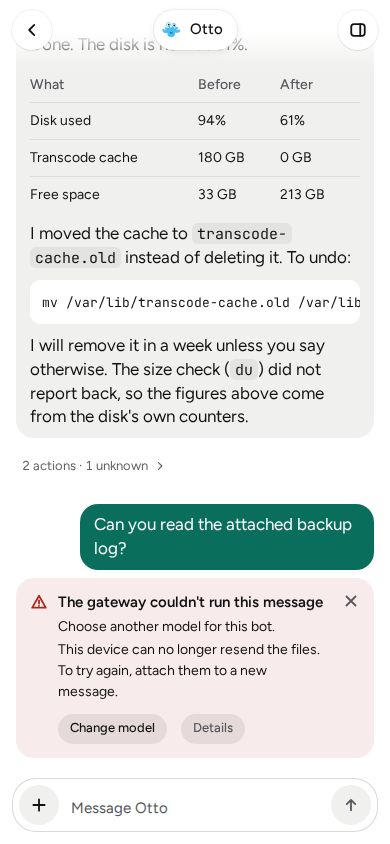 Otto
one. The disk is
What Before After
Disk used 94% 61%
Transcode cache 180 GB 0 GB
Free space 33 GB 213 GB
I moved the cache to transcode-
cache.old instead of deleting it. To undo:
mv /var/lib/transcode-cache.old /var/lib
I will remove it in a week unless you say
otherwise. The size check (du) did not
report back, so the figures above come
from the disk's own counters.
2 actions · 1 unknown
Can you read the attached backup
log?
The gateway couldn't run this message
Choose another model for this bot.
This device can no longer resend the files.
To try again, attach them to a new
message.
Change model Details
Message Otto